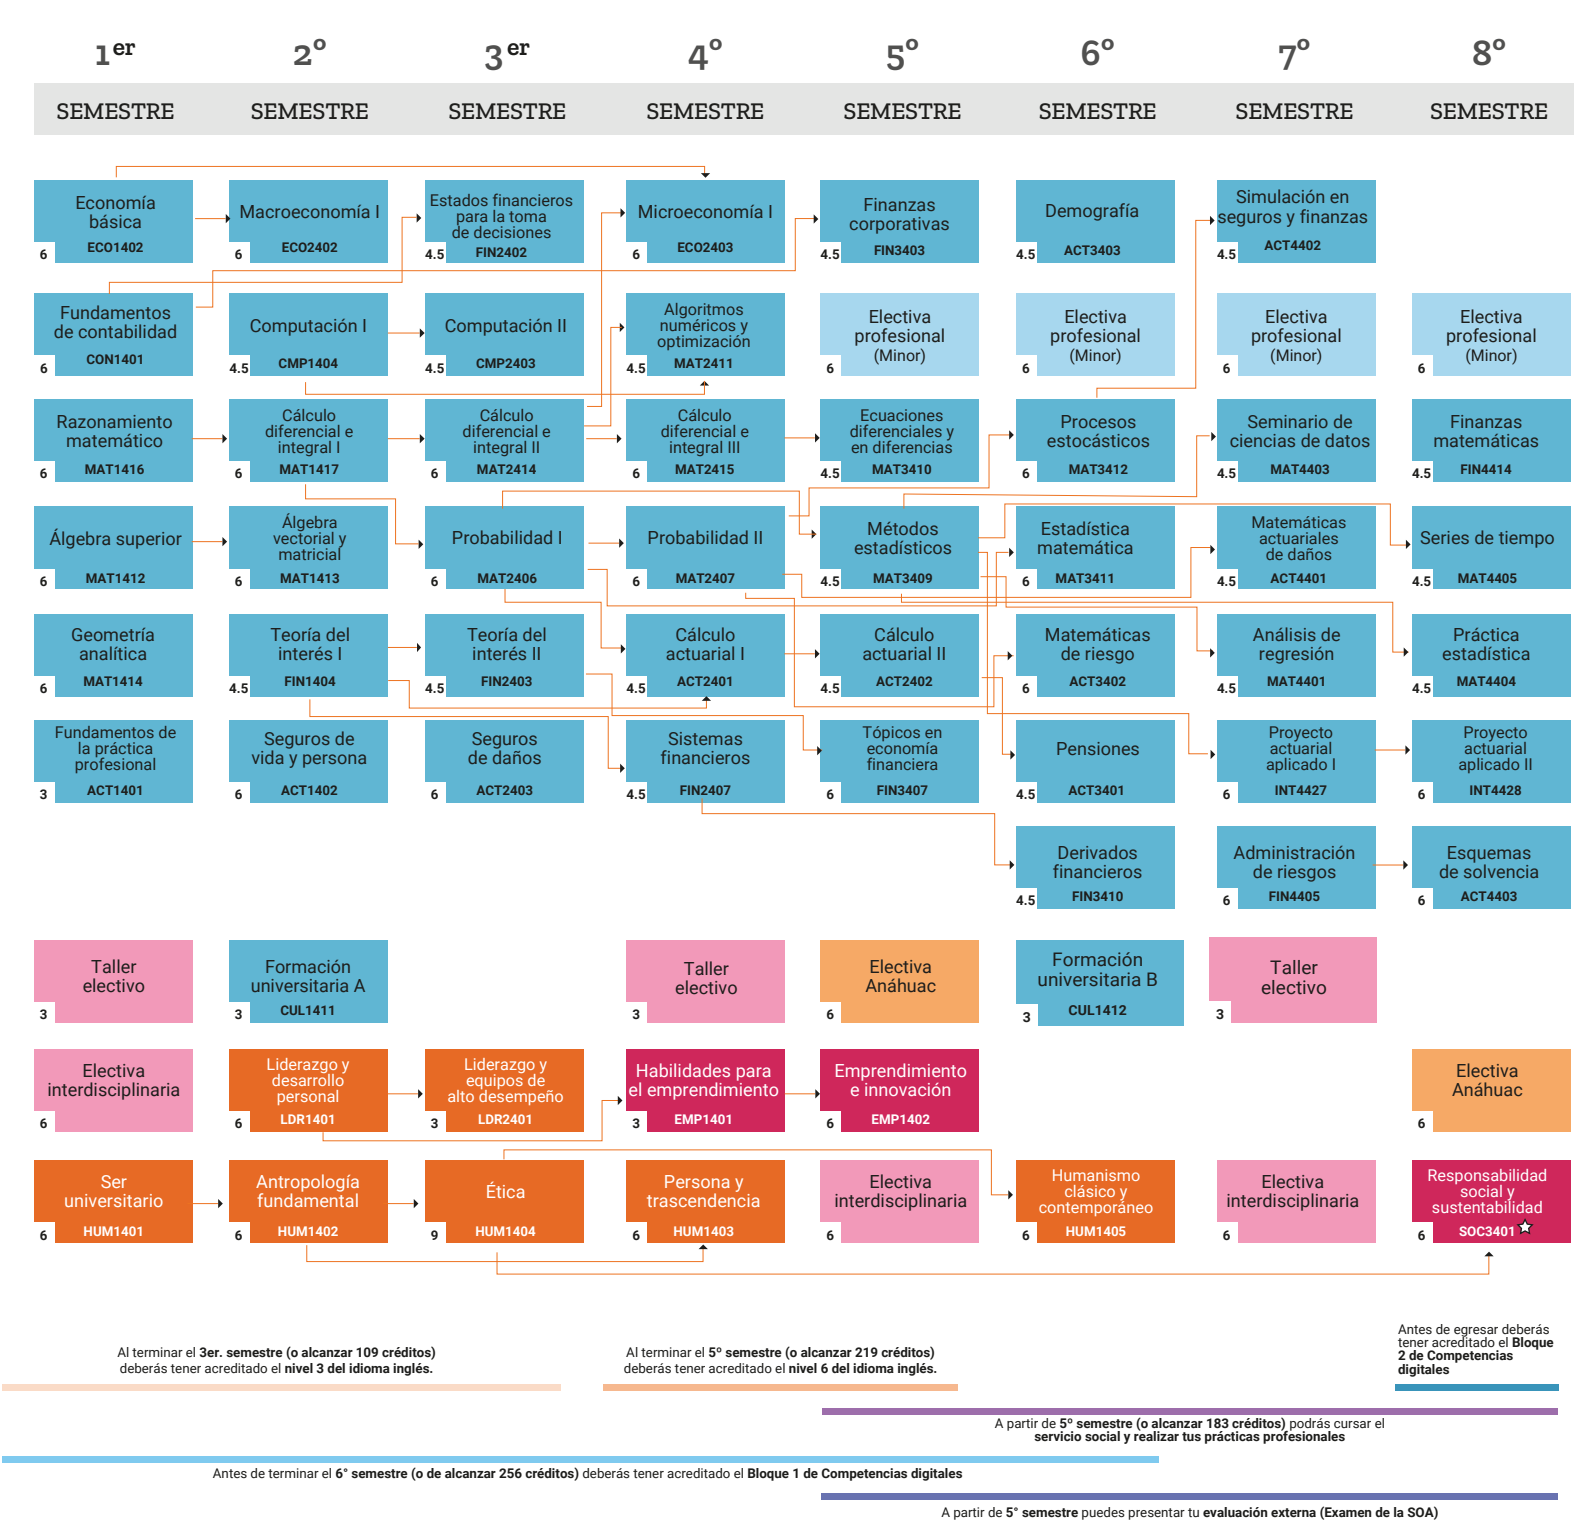 1er
2º
3er
4º
5º
6º
7º
8º
SEMESTRE
SEMESTRE
SEMESTRE
SEMESTRE
SEMESTRE
SEMESTRE
SEMESTRE
SEMESTRE
Economía
básica
ECO1402
6
Macroeconomía I
ECO2402
6
Estados financieros
para la toma
de decisiones
FIN2402
4.5
Microeconomía I
ECO2403
6
Finanzas
corporativas
FIN3403
4.5
Demografía
ACT3403
4.5
Simulación en
seguros y finanzas
ACT4402
4.5
Fundamentos
de contabilidad
CON1401
6
Computación I
CMP1404
4.5
Computación II
CMP2403
4.5
Algoritmos
numéricos y
optimización
MAT2411
4.5
Electiva
profesional
(Minor)
6
Electiva
profesional
(Minor)
6
Electiva
profesional
(Minor)
6
Electiva
profesional
(Minor)
6
Razonamiento
matemático
MAT1416
6
Cálculo
diferencial e
integral I
MAT1417
6
Cálculo
diferencial e
integral II
MAT2414
6
Cálculo
diferencial e
integral III
MAT2415
6
Ecuaciones
diferenciales y
en diferencias
MAT3410
4.5
Procesos
estocásticos
MAT3412
6
Seminario de
ciencias de datos
MAT4403
4.5
Finanzas
matemáticas
FIN4414
4.5
Álgebra superior
MAT1412
6
Álgebra
vectorial y
matricial
MAT1413
6
Probabilidad I
MAT2406
6
Probabilidad II
MAT2407
6
Métodos
estadísticos
MAT3409
4.5
Estadística
matemática
MAT3411
6
Matemáticas
actuariales
de daños
ACT4401
4.5
Series de tiempo
MAT4405
4.5
Geometría
analítica
MAT1414
6
Teoría del
interés I
FIN1404
4.5
Teoría del
interés II
FIN2403
4.5
Cálculo
actuarial I
ACT2401
4.5
Cálculo
actuarial II
ACT2402
4.5
Matemáticas
de riesgo
ACT3402
6
Análisis de
regresión
MAT4401
4.5
Práctica
estadística
MAT4404
4.5
Fundamentos de
la práctica
profesional
ACT1401
3
Seguros de
vida y persona
ACT1402
6
Seguros
de daños
ACT2403
6
Sistemas
financieros
FIN2407
4.5
Tópicos en
economía
financiera
FIN3407
6
Pensiones
ACT3401
4.5
Proyecto
actuarial
aplicado I
INT4427
6
Proyecto
actuarial
aplicado II
INT4428
6
Derivados
financieros
FIN3410
4.5
Administración
de riesgos
FIN4405
6
Esquemas
de solvencia
ACT4403
6
Taller
electivo
3
Formación
universitaria A
CUL1411
3
Taller
electivo
3
Electiva
Anáhuac
6
Formación
universitaria B
CUL1412
3
Taller
electivo
3
Electiva
interdisciplinaria
6
Liderazgo y
desarrollo
personal
LDR1401
6
Liderazgo y
equipos de
alto desempeño
LDR2401
3
Habilidades para
el emprendimiento
EMP1401
3
Emprendimiento
e innovación
EMP1402
6
Electiva
Anáhuac
6
Ser
universitario
HUM1401
6
Antropología
fundamental
HUM1402
6
Ética
HUM1404
9
Persona y
trascendencia
HUM1403
6
Electiva
interdisciplinaria
6
Humanismo
clásico y
contemporáneo
HUM1405
6
Electiva
interdisciplinaria
6
Responsabilidad
social y
sustentabilidad
SOC3401
6
Al terminar el 3er. semestre (o alcanzar 109 créditos)
deberás tener acreditado el nivel 3 del idioma inglés.
Al terminar el 5º semestre (o alcanzar 219 créditos)
deberás tener acreditado el nivel 6 del idioma inglés.
Antes de egresar deberás
tener acreditado el Bloque
2 de Competencias
digitales
A partir de 5º semestre (o alcanzar 183 créditos) podrás cursar el
servicio social y realizar tus prácticas profesionales
Antes de terminar el 6° semestre (o de alcanzar 256 créditos) deberás tener acreditado el Bloque 1 de Competencias digitales
A partir de 5° semestre puedes presentar tu evaluación externa (Examen de la SOA)